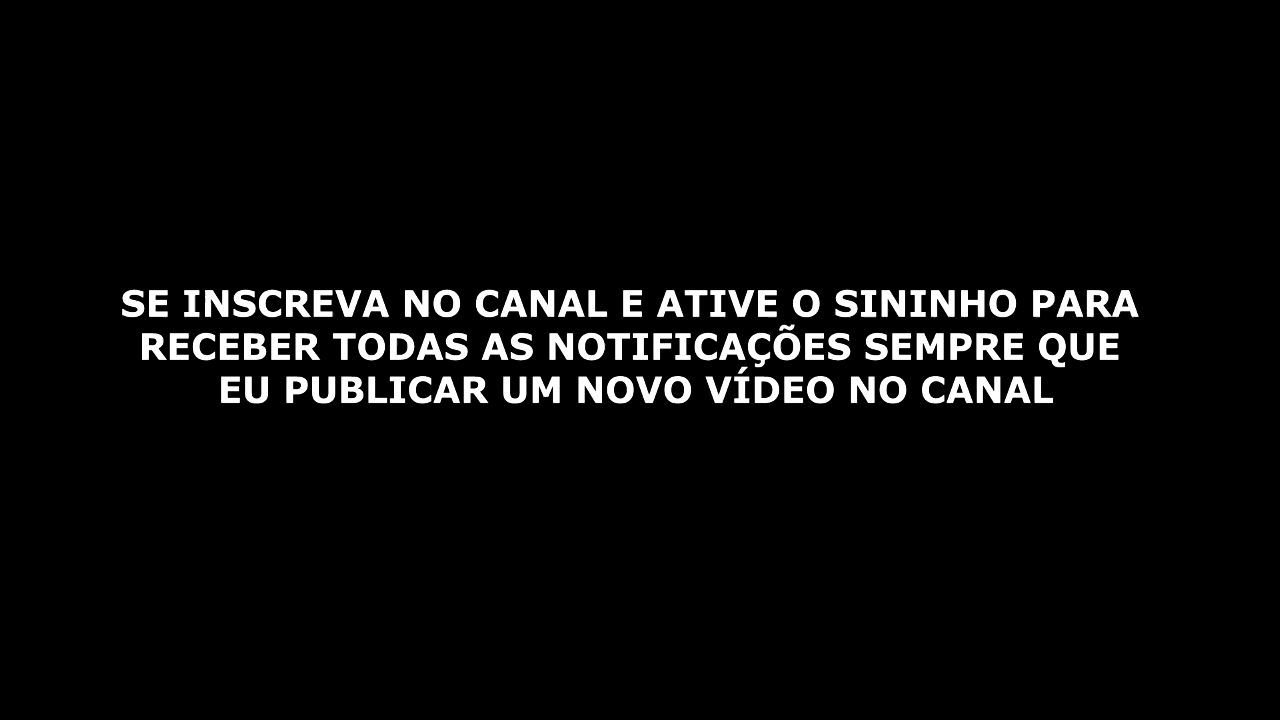 SE INSCREVA NO CANAL E ATIVE O SININHO PARA
RECEBER TODAS AS NOTIFICAÇÕES SEMPRE QUE
EU PUBLICAR UM NOVO VÍDEO NO CANAL